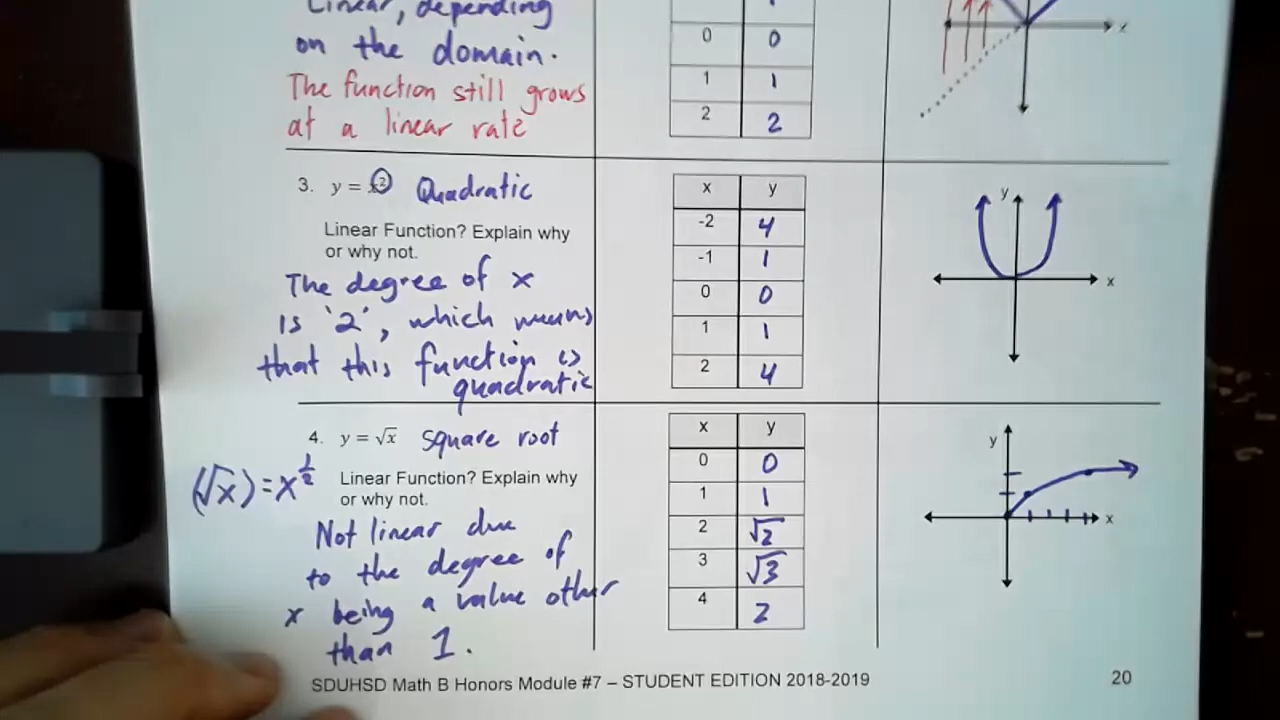 Linear, depending
on the domain.
The function still grows
at a linear rate
0 0
1 1
2 2
x
3. y = x² Quadratic
Linear Function? Explain why
or why not.
The degree of x
is '2', which means
that this function is
quadratic
x y
-2 4
-1 1
0 0
1 1
2 4
y
x
4. y = √x square root
(√x) = x^½
Linear Function? Explain why
or why not.
Not linear due
to the degree of
x being a value other
than 1.
x y
0 0
1 1
2 √2
3 √3
4 2
y
x
SDUHSD Math B Honors Module #7 – STUDENT EDITION 2018-2019 20